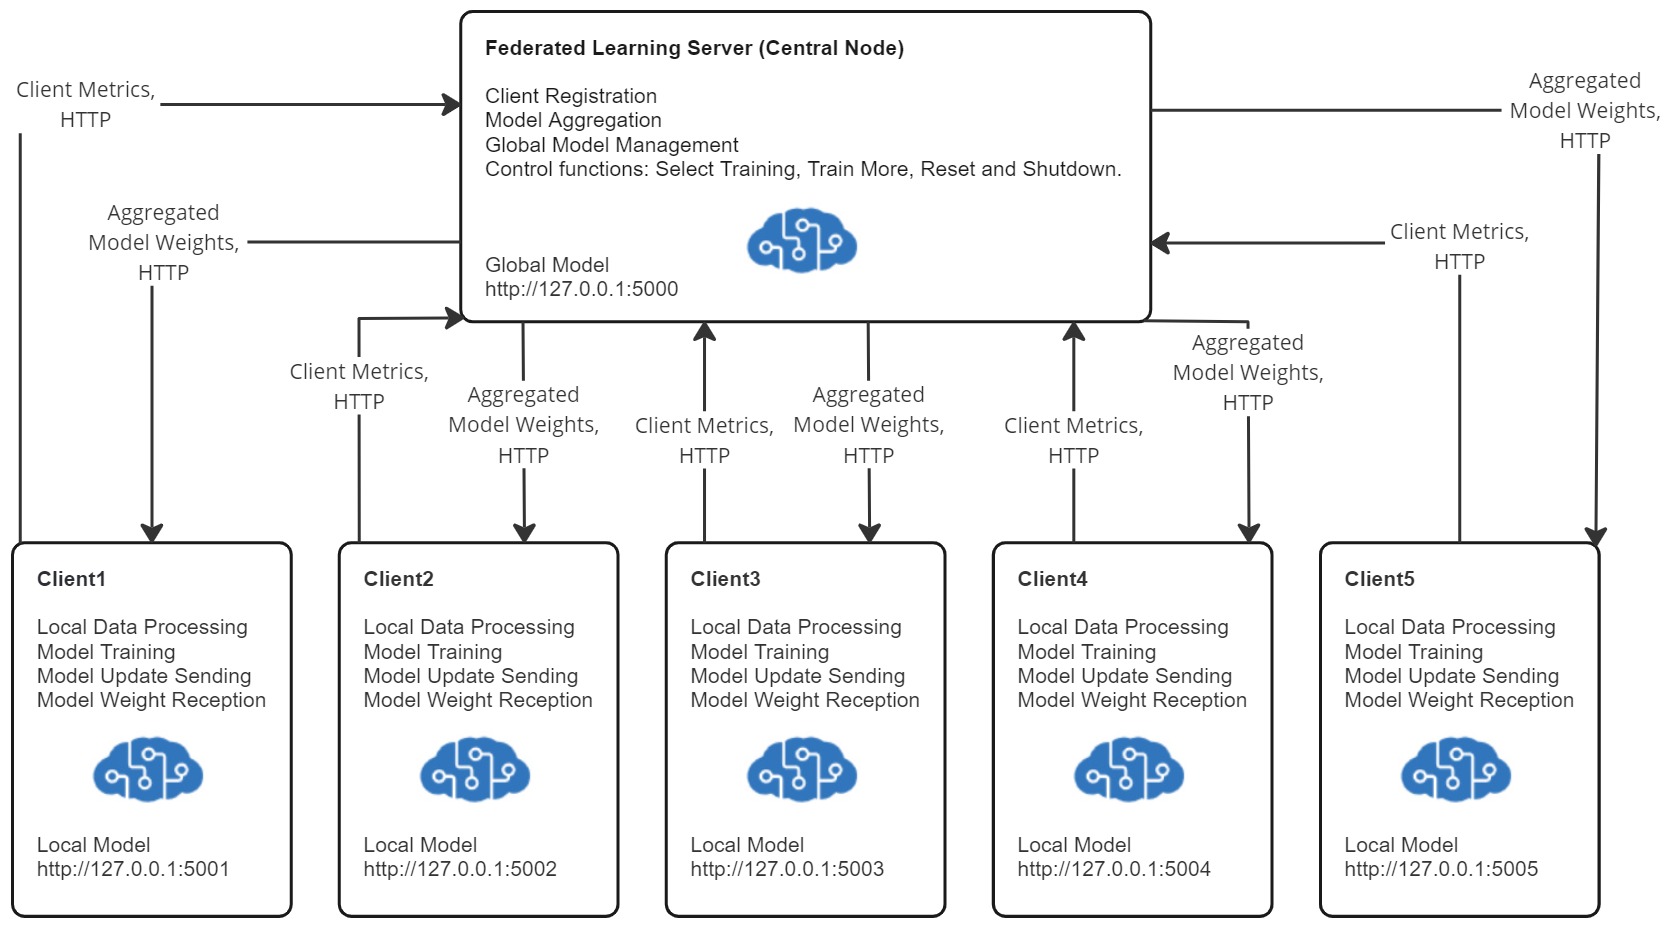 Federated Learning Server (Central Node)
Client Registration
Model Aggregation
Global Model Management
Control functions: Select Training, Train More, Reset and Shutdown.
Global Model
http://127.0.0.1:5000
Client Metrics,
HTTP
Aggregated
Model Weights,
HTTP
Client Metrics,
HTTP
Aggregated
Model Weights,
HTTP
Client Metrics,
HTTP
Aggregated
Model Weights,
HTTP
Client Metrics,
HTTP
Aggregated
Model Weights,
HTTP
Client Metrics,
HTTP
Aggregated
Model Weights,
HTTP
Client1
Local Data Processing
Model Training
Model Update Sending
Model Weight Reception
Local Model
http://127.0.0.1:5001
Client2
Local Data Processing
Model Training
Model Update Sending
Model Weight Reception
Local Model
http://127.0.0.1:5002
Client3
Local Data Processing
Model Training
Model Update Sending
Model Weight Reception
Local Model
http://127.0.0.1:5003
Client4
Local Data Processing
Model Training
Model Update Sending
Model Weight Reception
Local Model
http://127.0.0.1:5004
Client5
Local Data Processing
Model Training
Model Update Sending
Model Weight Reception
Local Model
http://127.0.0.1:5005